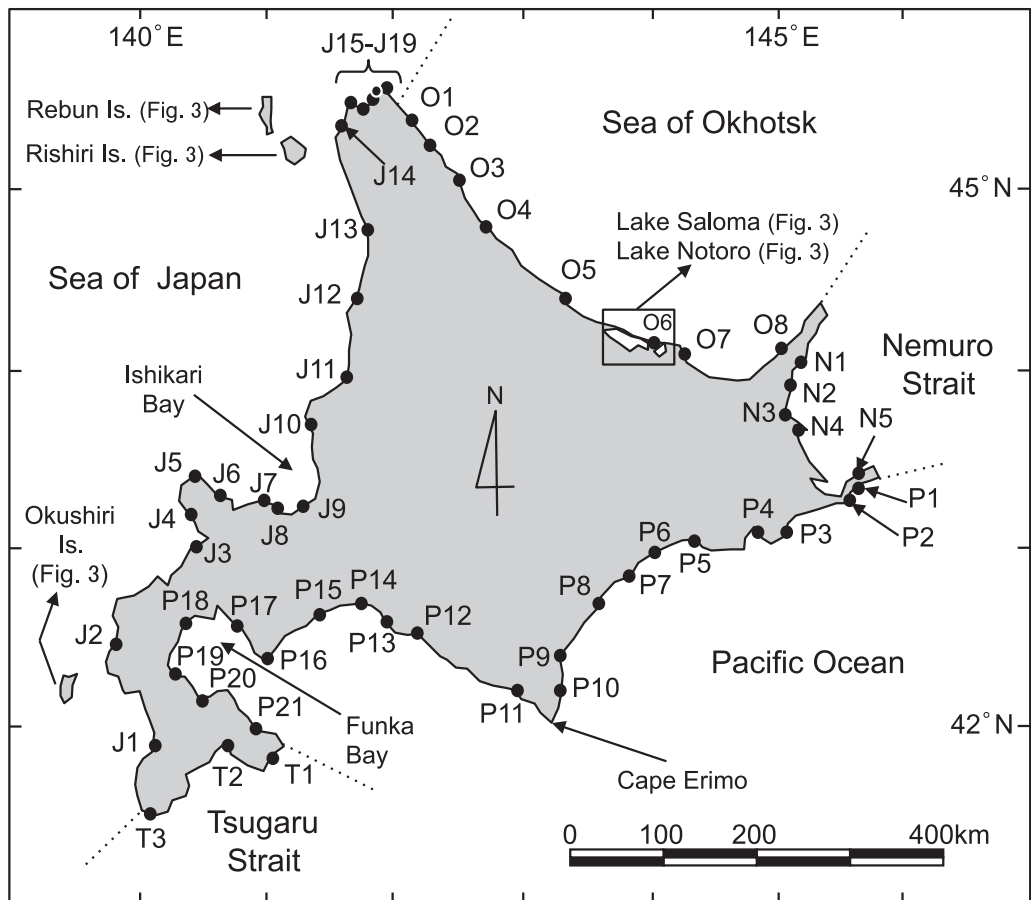 140°E
145°E
J15-J19
Rebun Is. (Fig. 3)
Rishiri Is. (Fig. 3)
O1
O2
Sea of Okhotsk
J14
O3
45°N
O4
J13
Lake Saloma (Fig. 3)
Lake Notoro (Fig. 3)
Sea of Japan
J12
O5
O6
O7
O8
Nemuro
Strait
N1
N2
N3
N4
N5
J11
Ishikari
Bay
N
J10
J5
J6
J7
J8
J9
J4
J3
Okushiri
Is.
(Fig. 3)
P1
P2
P3
P4
P5
P6
P7
P8
P14
P15
P12
P13
P18
P17
P16
J2
P19
P20
P9
P10
P11
Pacific Ocean
P21
Funka
Bay
J1
T2
T1
42°N
Cape Erimo
T3
Tsugaru
Strait
0 100 200 400km